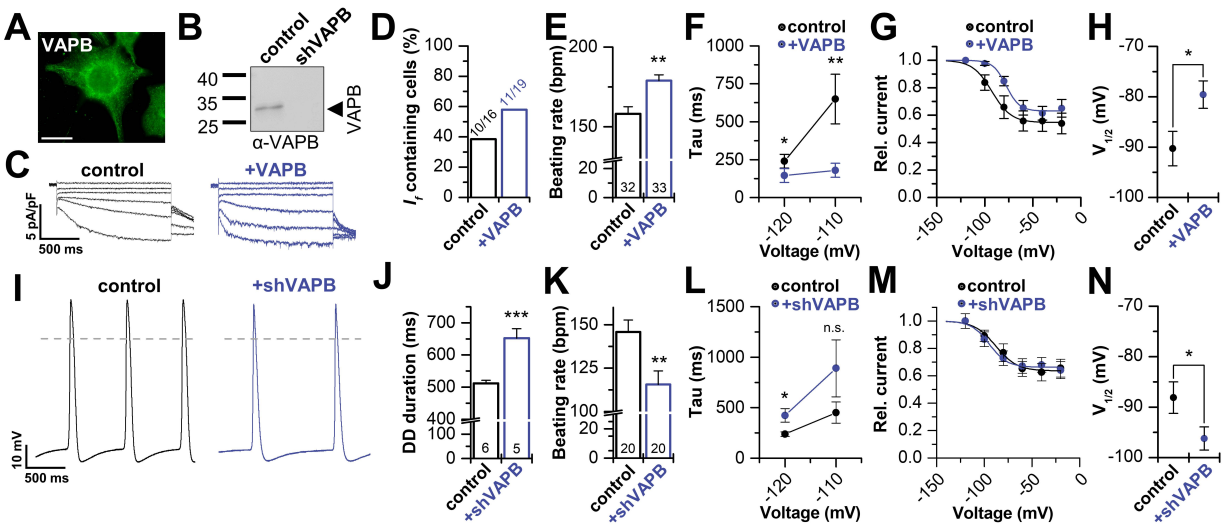 A
VAPB
B
control
shVAPB
40
35
25
VAPB
α-VAPB
C
control
+VAPB
5 pA/pF
500 ms
D
If containing cells (%)
100
80
60
40
20
0
10/16
11/19
control
+VAPB
E
Beating rate (bpm)
200
150
20
0
**
32
33
control
+VAPB
F
control
+VAPB
Tau (ms)
1000
750
500
250
0
*
**
-120
-110
Voltage (mV)
G
control
+VAPB
Rel. current
1.0
0.8
0.6
0.4
0.2
0.0
-150
-100
-50
0
Voltage (mV)
H
V1/2 (mV)
-70
-80
-90
-100
*
control
+VAPB
I
control
+shVAPB
10 mV
500 ms
J
DD duration (ms)
700
600
500
400
100
0
***
6
5
control
+shVAPB
K
Beating rate (bpm)
150
125
100
20
0
**
20
20
control
+shVAPB
L
control
+shVAPB
Tau (ms)
1500
1000
500
0
*
n.s.
-120
-110
Voltage (mV)
M
control
+shVAPB
Rel. current
1.0
0.8
0.6
0.4
0.2
0.0
-150
-100
-50
0
Voltage (mV)
N
V1/2 (mV)
-70
-80
-90
-100
*
control
+shVAPB